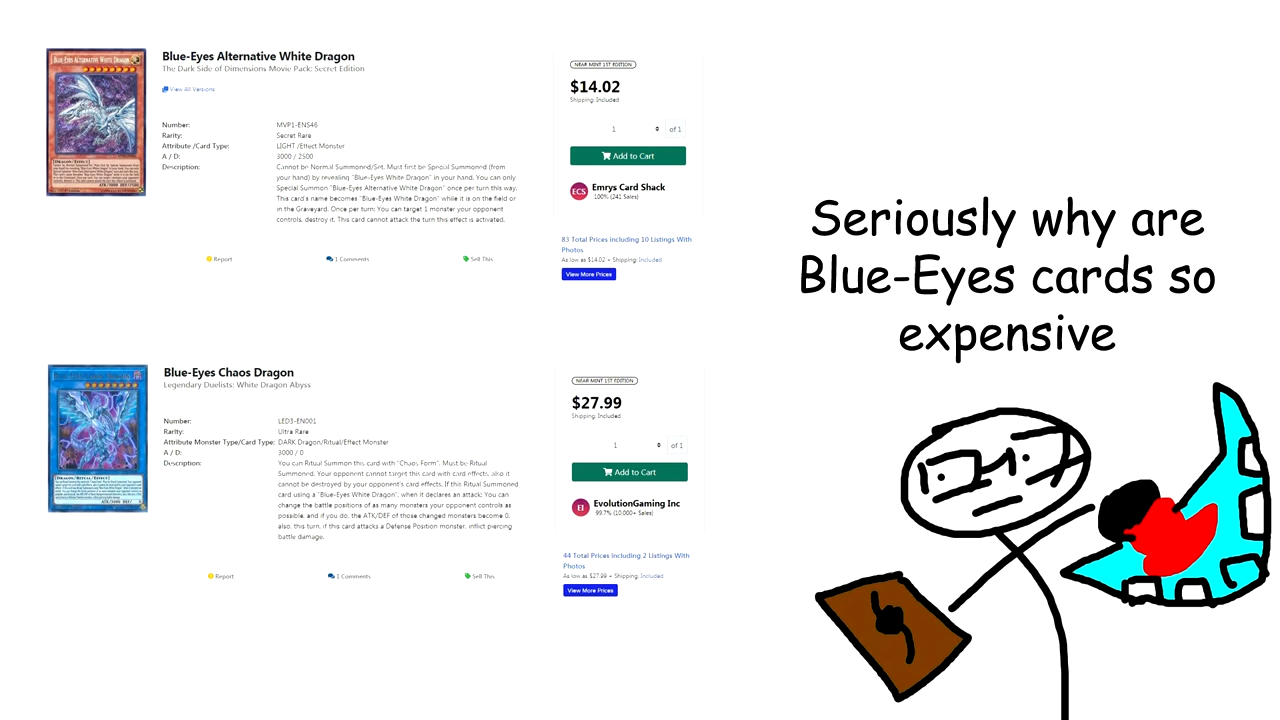 Blue-Eyes Alternative White Dragon
The Dark Side of Dimensions Movie Pack: Secret Edition
View All Versions
Number: MVP1-ENS46
Rarity: Secret Rare
Attribute /Card Type: LIGHT /Effect Monster
A / D: 3000 / 2500
Description: Cannot be Normal Summoned/Set. Must first be Special Summoned (from
your hand) by revealing "Blue-Eyes White Dragon" in your hand. You can only
Special Summon "Blue-Eyes Alternative White Dragon" once per turn this way.
This card's name becomes "Blue-Eyes White Dragon" while it is on the field or
in the Graveyard. Once per turn: You can target 1 monster your opponent
controls, destroy it. This card cannot attack the turn this effect is activated.
Report
1 Comments
Sell This
NEAR MINT 1ST EDITION
$14.02
Shipping: Included
1 of 1
Add to Cart
ECS Emrys Card Shack
100% (241 Sales)
83 Total Prices including 10 Listings With
Photos
As low as $14.02 + Shipping: Included
View More Prices
Blue-Eyes Chaos Dragon
Legendary Duelists: White Dragon Abyss
Number: LED3-EN001
Rarity: Ultra Rare
Attribute Monster Type/Card Type: DARK Dragon/Ritual/Effect Monster
A / D: 3000 / 0
Description: You can Ritual Summon this card with "Chaos Form". Must be Ritual
Summoned. Your opponent cannot target this card with card effects, also it
cannot be destroyed by your opponent's card effects. If this Ritual Summoned
card using a "Blue-Eyes White Dragon", when it declares an attack: You can
change the battle positions of as many monsters your opponent controls as
possible, and if you do, the ATK/DEF of those changed monsters become 0,
also, this turn, if this card attacks a Defense Position monster, inflict piercing
battle damage.
Report
1 Comments
Sell This
NEAR MINT 1ST EDITION
$27.99
Shipping: Included
1 of 1
Add to Cart
EI EvolutionGaming Inc
99.7% (10,000+ Sales)
44 Total Prices including 2 Listings With
Photos
As low as $27.99 + Shipping: Included
View More Prices
Seriously why are
Blue-Eyes cards so
expensive